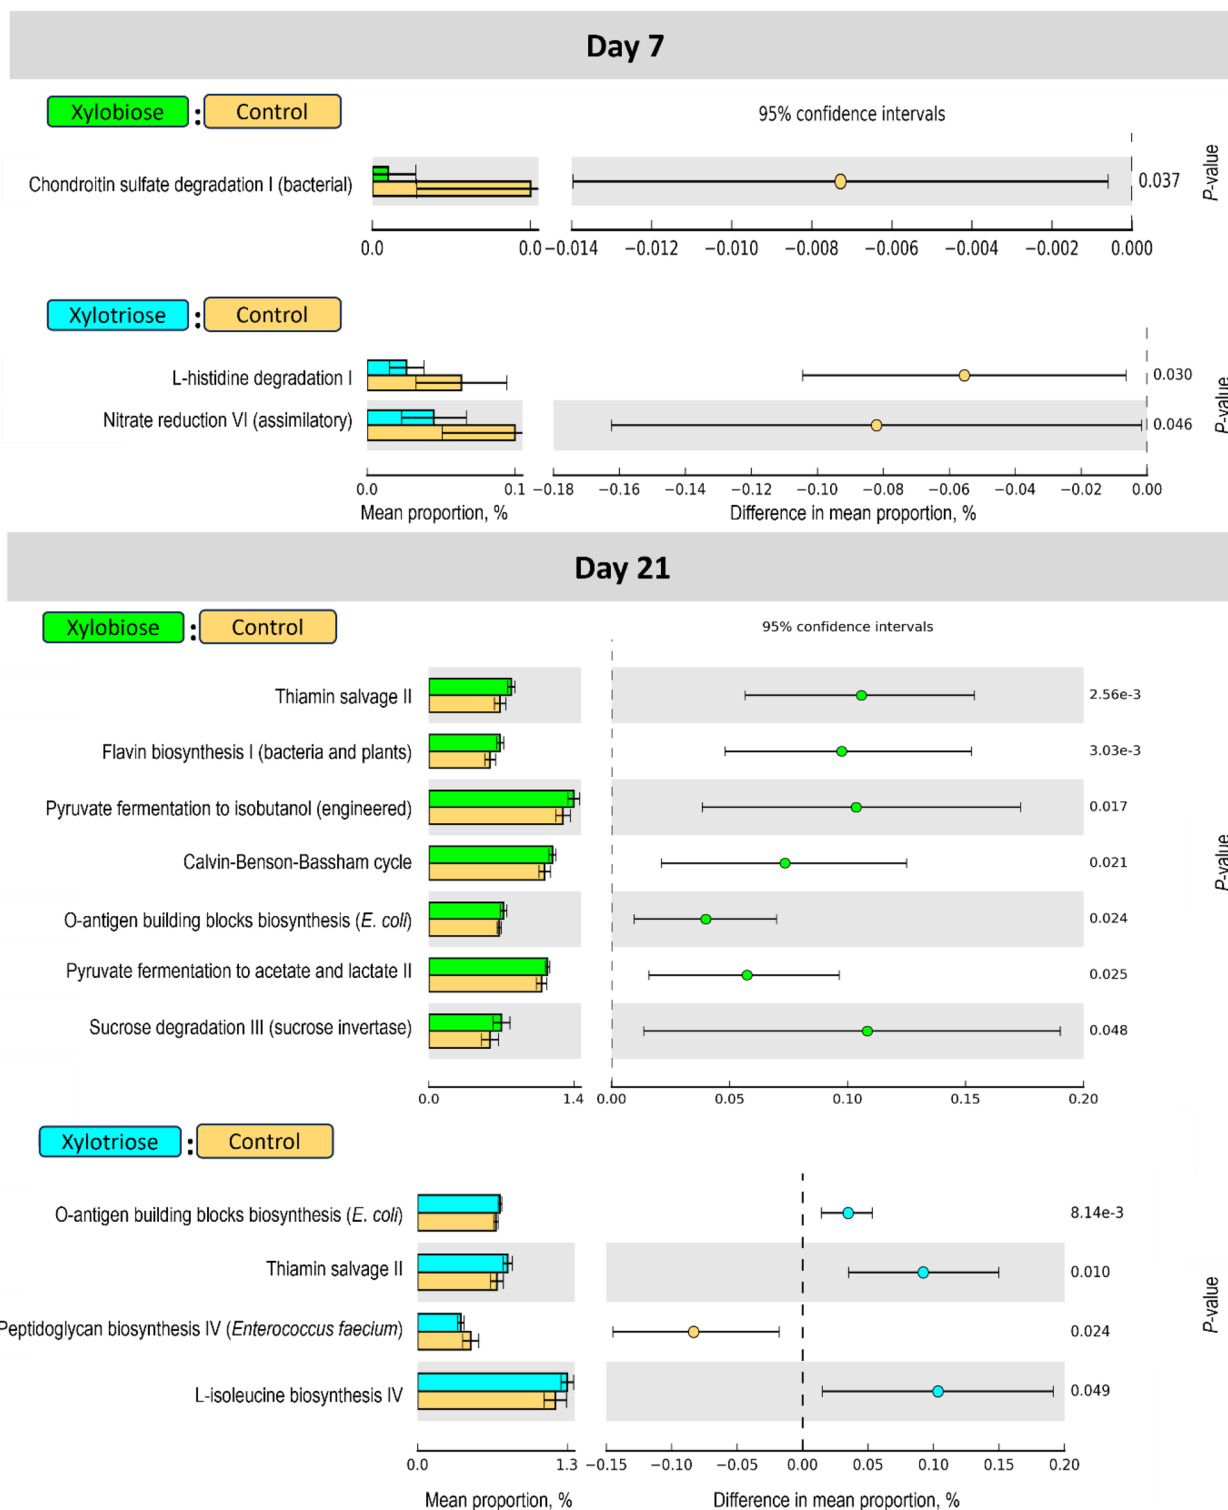 Day 7
Xylobiose : Control
95% confidence intervals
P-value
Chondroitin sulfate degradation I (bacterial)
0.037
0.0 0.0 −0.014 −0.012 −0.010 −0.008 −0.006 −0.004 −0.002 0.000
Xylotriose : Control
L-histidine degradation I 0.030
Nitrate reduction VI (assimilatory) 0.046
P-value
0.0 0.1 −0.18 −0.16 −0.14 −0.12 −0.10 −0.08 −0.06 −0.04 −0.02 0.00
Mean proportion, % Difference in mean proportion, %
Day 21
Xylobiose : Control
95% confidence intervals
Thiamin salvage II 2.56e-3
Flavin biosynthesis I (bacteria and plants) 3.03e-3
Pyruvate fermentation to isobutanol (engineered) 0.017
Calvin-Benson-Bassham cycle 0.021
P-value
O-antigen building blocks biosynthesis (E. coli) 0.024
Pyruvate fermentation to acetate and lactate II 0.025
Sucrose degradation III (sucrose invertase) 0.048
0.0 1.4 0.00 0.05 0.10 0.15 0.20
Xylotriose : Control
O-antigen building blocks biosynthesis (E. coli) 8.14e-3
Thiamin salvage II 0.010
Peptidoglycan biosynthesis IV (Enterococcus faecium) 0.024
P-value
L-isoleucine biosynthesis IV 0.049
0.0 1.3 −0.15 −0.10 −0.05 0.00 0.05 0.10 0.15 0.20
Mean proportion, % Difference in mean proportion, %